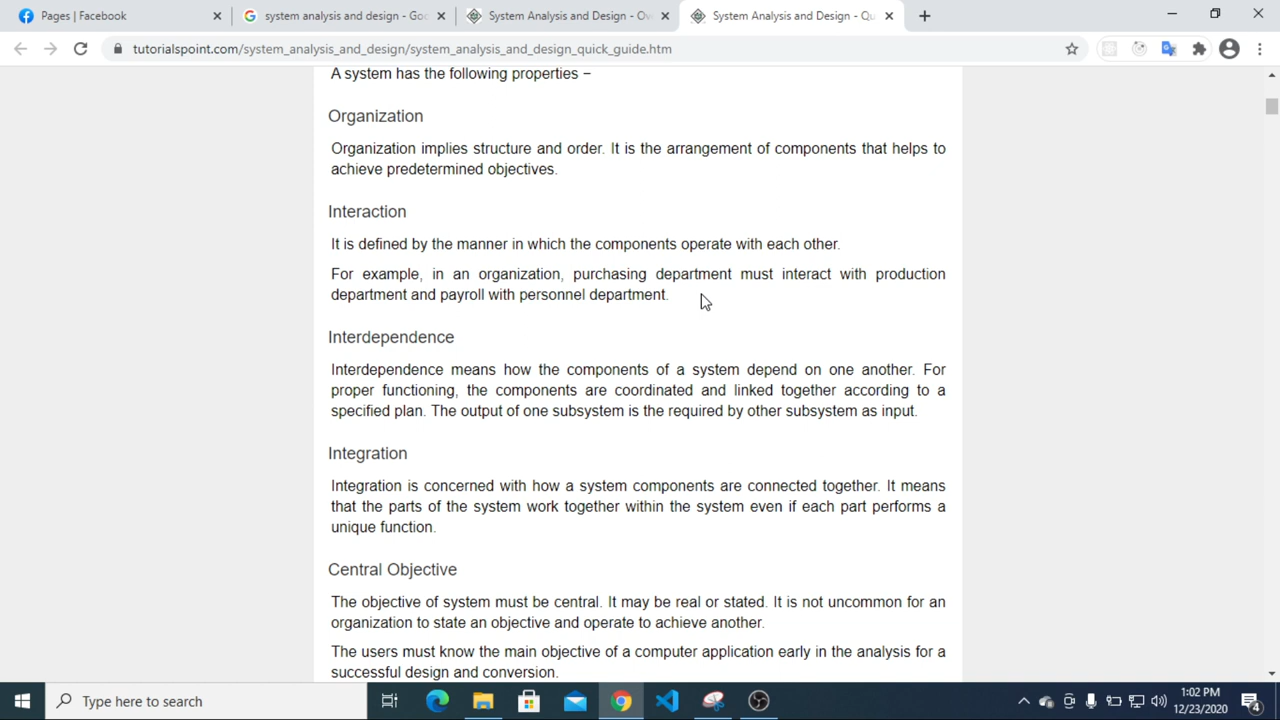 Pages | Facebook
system analysis and design - Goo
System Analysis and Design - Ov
System Analysis and Design - Qu
tutorialspoint.com/system_analysis_and_design/system_analysis_and_design_quick_guide.htm
A system has the following properties −
Organization
Organization implies structure and order. It is the arrangement of components that helps to
achieve predetermined objectives.
Interaction
It is defined by the manner in which the components operate with each other.
For example, in an organization, purchasing department must interact with production
department and payroll with personnel department.
Interdependence
Interdependence means how the components of a system depend on one another. For
proper functioning, the components are coordinated and linked together according to a
specified plan. The output of one subsystem is the required by other subsystem as input.
Integration
Integration is concerned with how a system components are connected together. It means
that the parts of the system work together within the system even if each part performs a
unique function.
Central Objective
The objective of system must be central. It may be real or stated. It is not uncommon for an
organization to state an objective and operate to achieve another.
The users must know the main objective of a computer application early in the analysis for a
successful design and conversion.
Type here to search
1:02 PM
12/23/2020
4